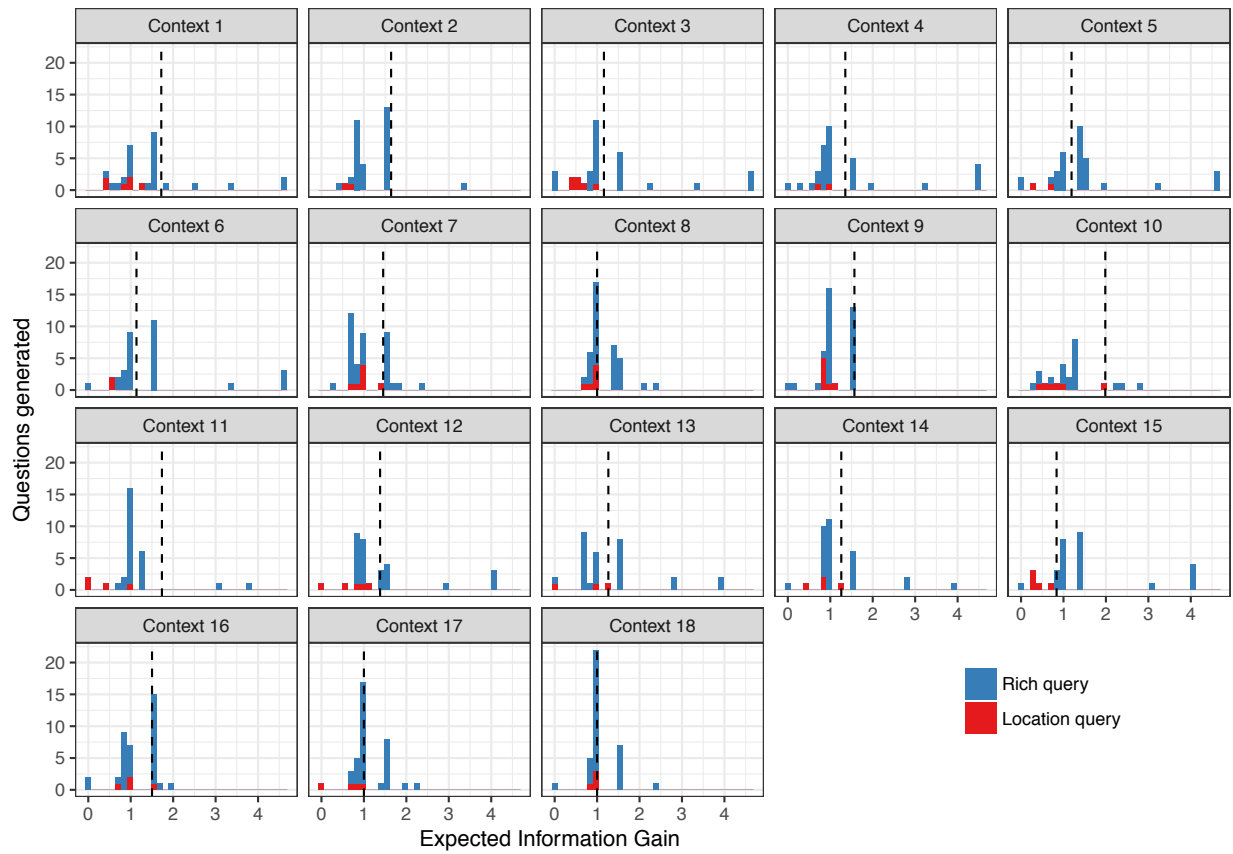 Context 1 Context 2 Context 3 Context 4 Context 5
20
15
10
5
0
Context 6 Context 7 Context 8 Context 9 Context 10
20
15
10
5
0
Context 11 Context 12 Context 13 Context 14 Context 15
20
15
10
5
0
0 1 2 3 4 0 1 2 3 4
Context 16 Context 17 Context 18
20
15
10
5
0
0 1 2 3 4 0 1 2 3 4 0 1 2 3 4
Questions generated
Expected Information Gain
Rich query
Location query